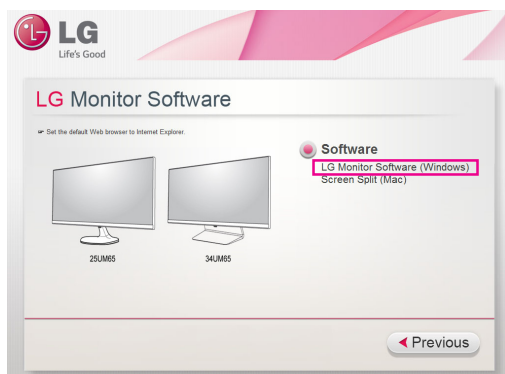 LG
Life's Good
LG Monitor Software
☞ Set the default Web browser to Internet Explorer.
Software
LG Monitor Software (Windows)
Screen Split (Mac)
25UM65
34UM65
Previous